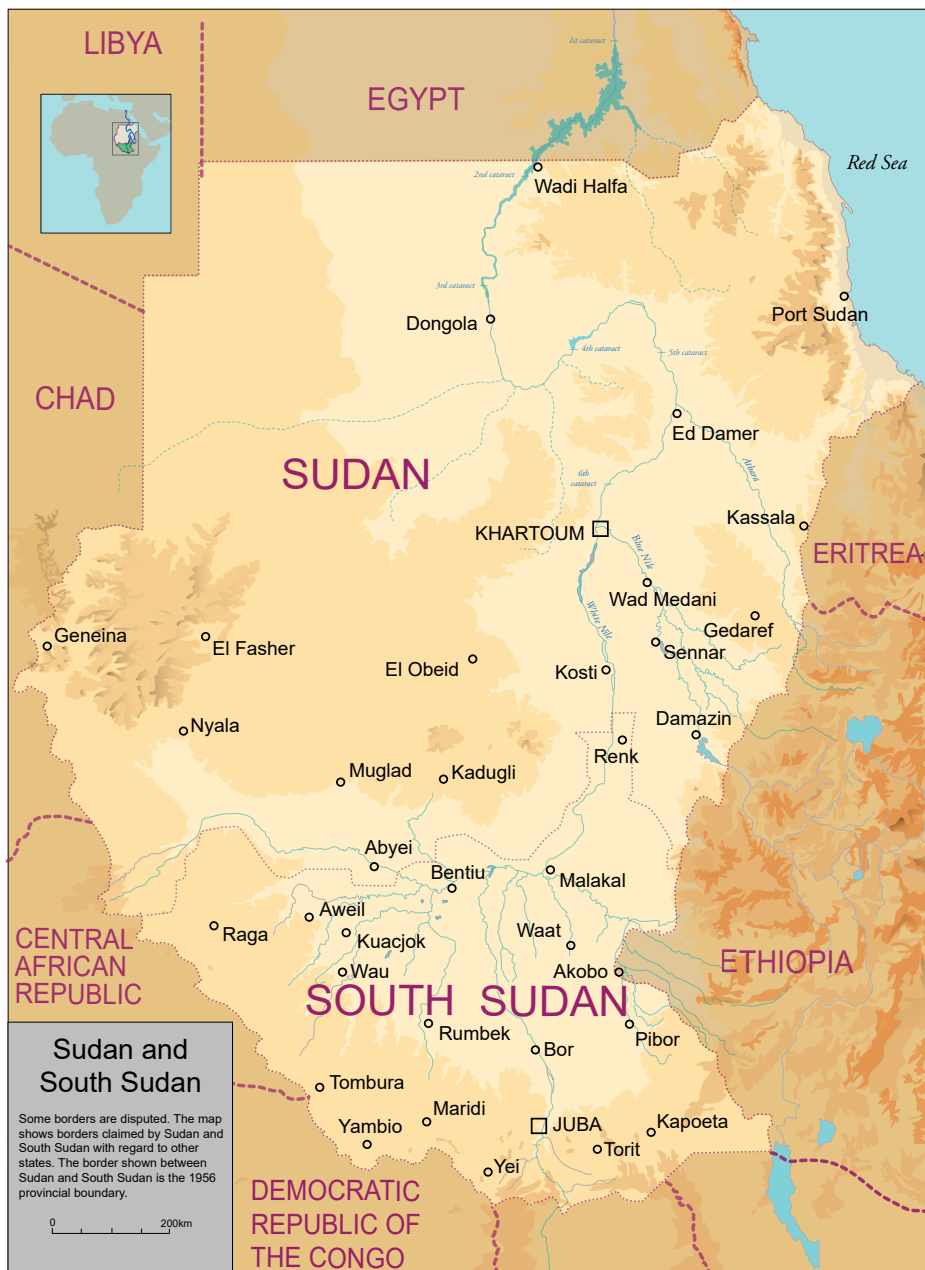 LIBYA
EGYPT
1st cataract
Red Sea
2nd cataract
Wadi Halfa
3rd cataract
Port Sudan
Dongola
4th cataract
5th cataract
CHAD
Ed Damer
SUDAN
Atbara
6th
cataract
Kassala
KHARTOUM
Blue Nile
ERITREA
Wad Medani
White Nile
Gedaref
Geneina
El Fasher
Sennar
El Obeid
Kosti
Nyala
Damazin
Renk
Muglad
Kadugli
Abyei
Bentiu
Malakal
Aweil
Raga
Kuacjok
Waat
CENTRAL
AFRICAN
REPUBLIC
Wau
Akobo
ETHIOPIA
SOUTH SUDAN
Rumbek
Pibor
Bor
Sudan and
South Sudan
Tombura
Maridi
Some borders are disputed. The map
shows borders claimed by Sudan and
South Sudan with regard to other
states. The border shown between
Sudan and South Sudan is the 1956
provincial boundary.
Yambio
JUBA
Kapoeta
Torit
Yei
0 200km
DEMOCRATIC
REPUBLIC OF
THE CONGO